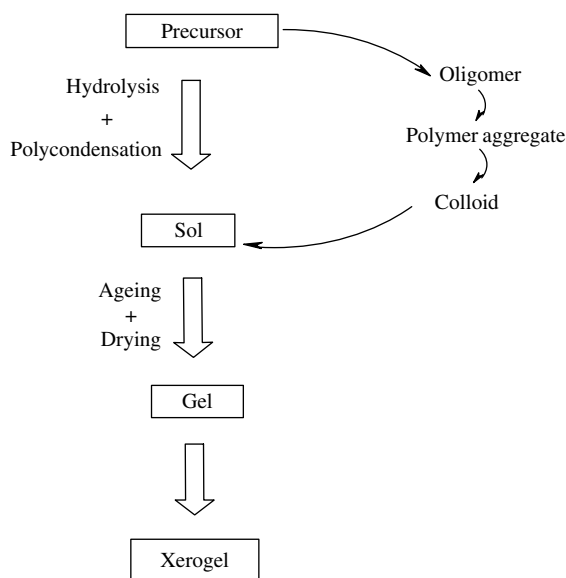 Precursor
Oligomer
Hydrolysis
+
Polycondensation
Polymer aggregate
Colloid
Sol
Ageing
+
Drying
Gel
Xerogel